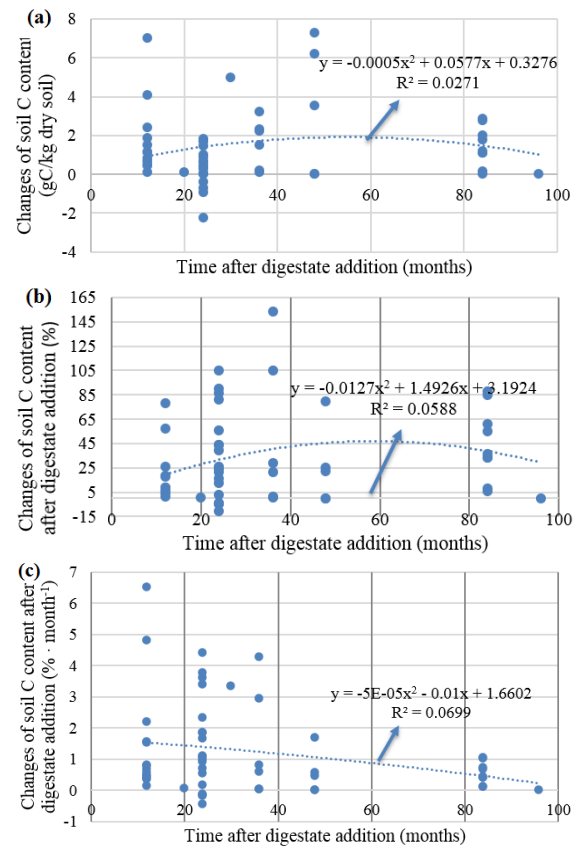 (a)
Changes of soil C content
(gC/kg dry soil)
8
6
4
2
0
-2
-4
y = -0.0005x² + 0.0577x + 0.3276
R² = 0.0271
0
20
40
60
80
100
Time after digestate addition (months)
(b)
Changes of soil C content
after digestate addition (%)
165
145
125
105
85
65
45
25
5
-15
y = -0.0127x² + 1.4926x + 3.1924
R² = 0.0588
0
20
40
60
80
100
Time after digestate addition (months)
(c)
Changes of soil C content after
digestate addition (% · month⁻¹)
7
6
5
4
3
2
1
0
-1
y = -5E-05x² - 0.01x + 1.6602
R² = 0.0699
0
20
40
60
80
100
Time after digestate addition (months)